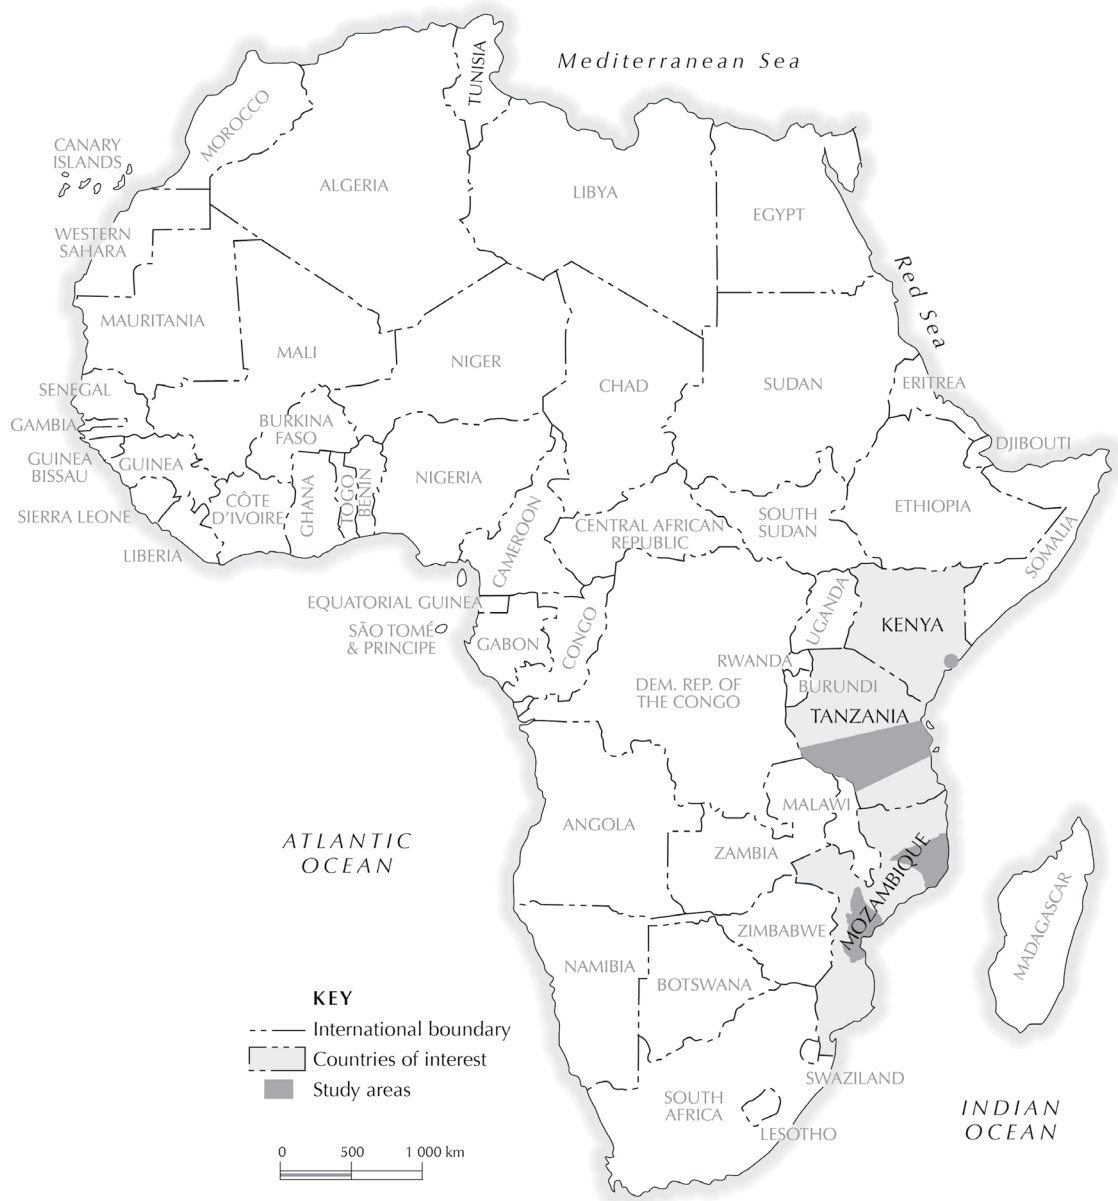 Mediterranean Sea
TUNISIA
MOROCCO
CANARY
ISLANDS
ALGERIA
LIBYA
EGYPT
WESTERN
SAHARA
Red Sea
MAURITANIA
MALI
NIGER
CHAD
SUDAN
ERITREA
SENEGAL
GAMBIA
BURKINA
FASO
DJIBOUTI
GUINEA
BISSAU
GUINEA
NIGERIA
BENIN
TOGO
GHANA
CÔTE
D'IVOIRE
ETHIOPIA
SIERRA LEONE
CAMEROON
CENTRAL AFRICAN
REPUBLIC
SOUTH
SUDAN
SOMALIA
LIBERIA
EQUATORIAL GUINEA
UGANDA
KENYA
SÃO TOMÉ
& PRINCIPE
GABON
CONGO
RWANDA
DEM. REP. OF
THE CONGO
BURUNDI
TANZANIA
MALAWI
ANGOLA
ATLANTIC
OCEAN
ZAMBIA
MOZAMBIQUE
MADAGASCAR
ZIMBABWE
NAMIBIA
BOTSWANA
KEY
International boundary
Countries of interest
Study areas
SWAZILAND
SOUTH
AFRICA
LESOTHO
INDIAN
OCEAN
0 500 1 000 km